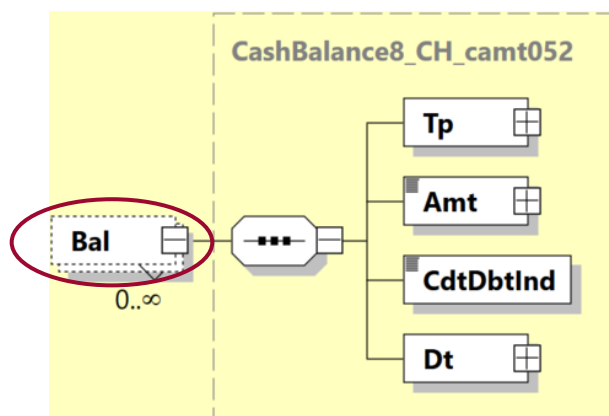 CashBalance8_CH_camt052
Tp
Amt
Bal
CdtDbtInd
0..∞
Dt